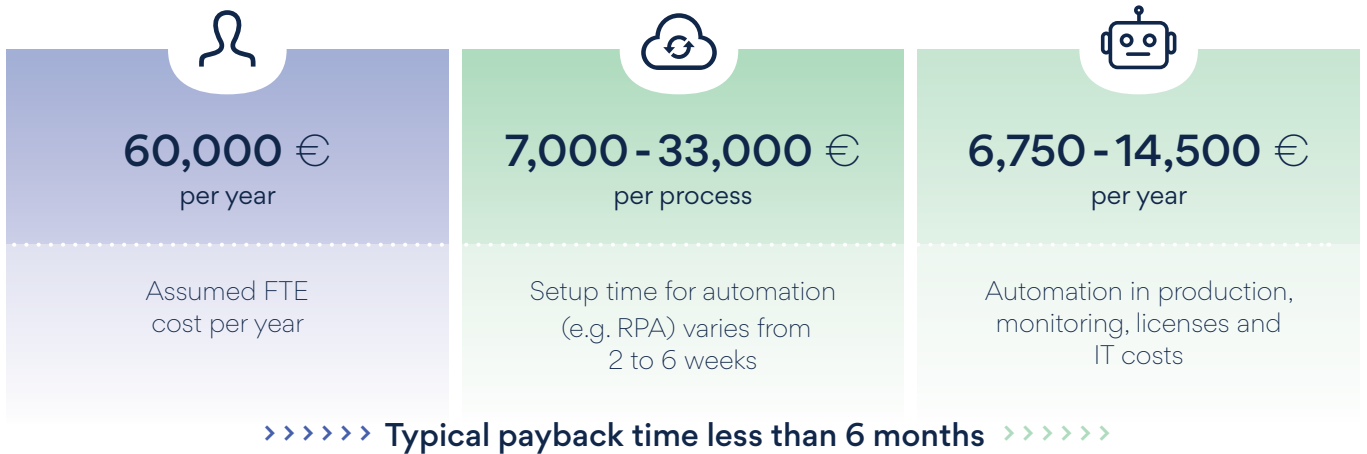 60,000 €
per year
Assumed FTE
cost per year
7,000 - 33,000 €
per process
Setup time for automation
(e.g. RPA) varies from
2 to 6 weeks
6,750 - 14,500 €
per year
Automation in production,
monitoring, licenses and
IT costs
>>>>>> Typical payback time less than 6 months >>>>>>